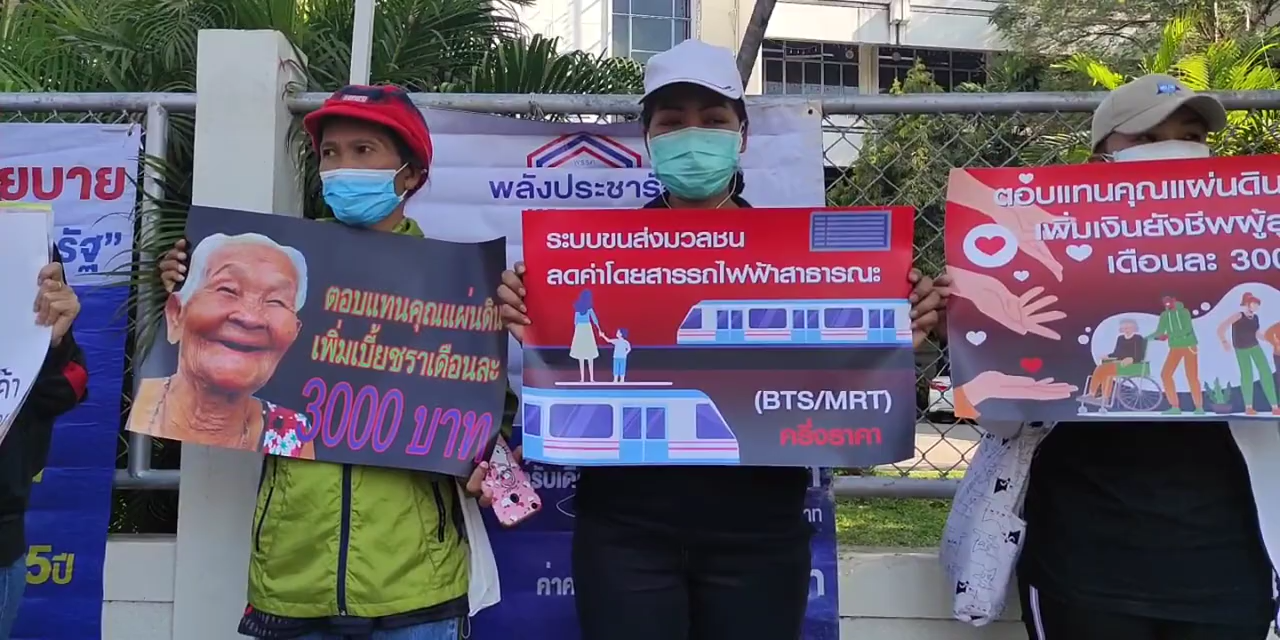 ยบาย
รัฐ”
5ปี
พรรค
พลังประชารั
ตอบแทนคุณแผ่นดิน
เพิ่มเบี้ยชราเดือนละ
3000 บาท
ระบบขนส่งมวลชน
ลดค่าโดยสารรถไฟฟ้าสาธารณะ
(BTS/MRT)
ครึ่งราคา
ตอบแทนคุณแผ่นดิน
เพิ่มเงินยังชีพผู้สู
เดือนละ 300